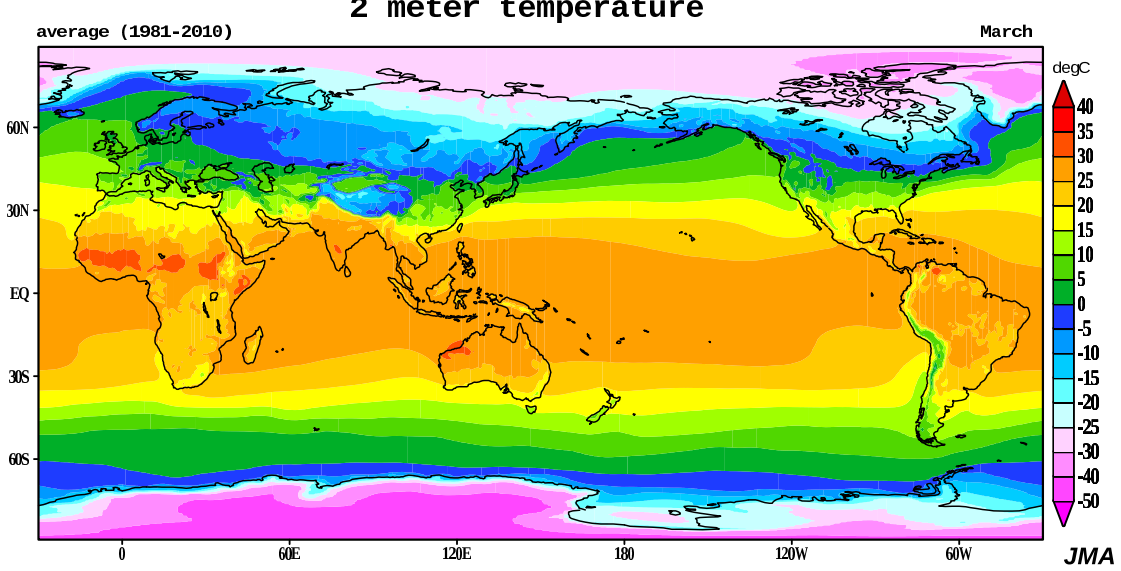 2 meter temperature
average (1981-2010)
March
degC
40
35
30
25
20
15
10
5
0
-5
-10
-15
-20
-25
-30
-40
-50
60N
30N
EQ
30S
60S
0
60E
120E
180
120W
60W
JMA